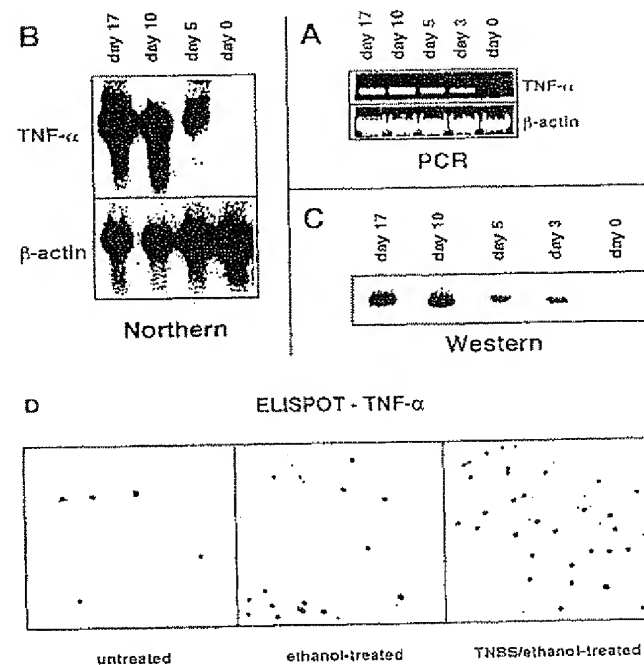 B
day 17
day 10
day 5
day 0
TNF-α
β-actin
Northern
A
day 17
day 10
day 5
day 3
day 0
TNF-α
β-actin
PCR
C
day 17
day 10
day 5
day 3
day 0
Western
D
ELISPOT - TNF-α
untreated
ethanol-treated
TNBS/ethanol-treated